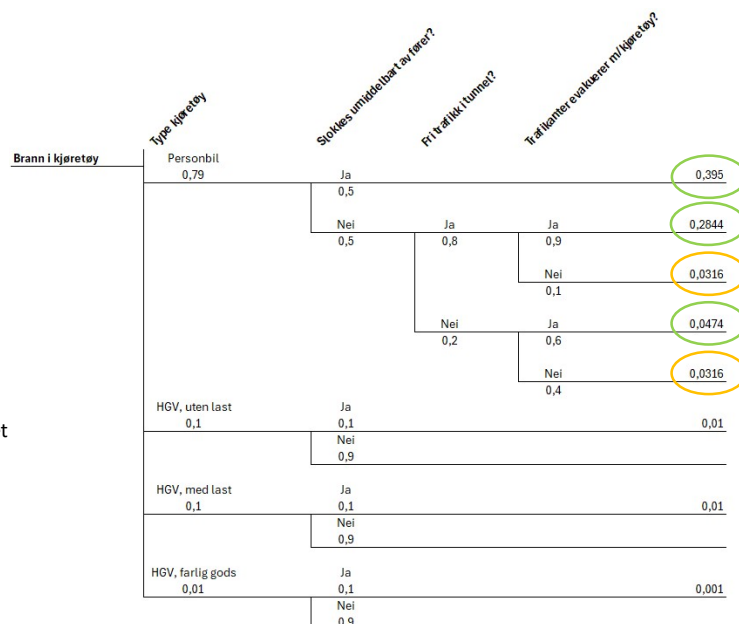 Type kjøretøy
Slokkes umiddelbart av fører?
Fri trafikk i tunnel?
Trafikanter evakuerer m/kjøretøy?
Brann i kjøretøy
Personbil
0,79
Ja
0,5
0,395
Nei
0,5
Ja
0,8
Ja
0,9
0,2844
Nei
0,1
0,0316
Nei
0,2
Ja
0,6
0,0474
Nei
0,4
0,0316
HGV, uten last
0,1
Ja
0,1
0,01
et
Nei
0,9
HGV, med last
0,1
Ja
0,1
0,01
Nei
0,9
HGV, farlig gods
0,01
Ja
0,1
0,001
Nei
0,9